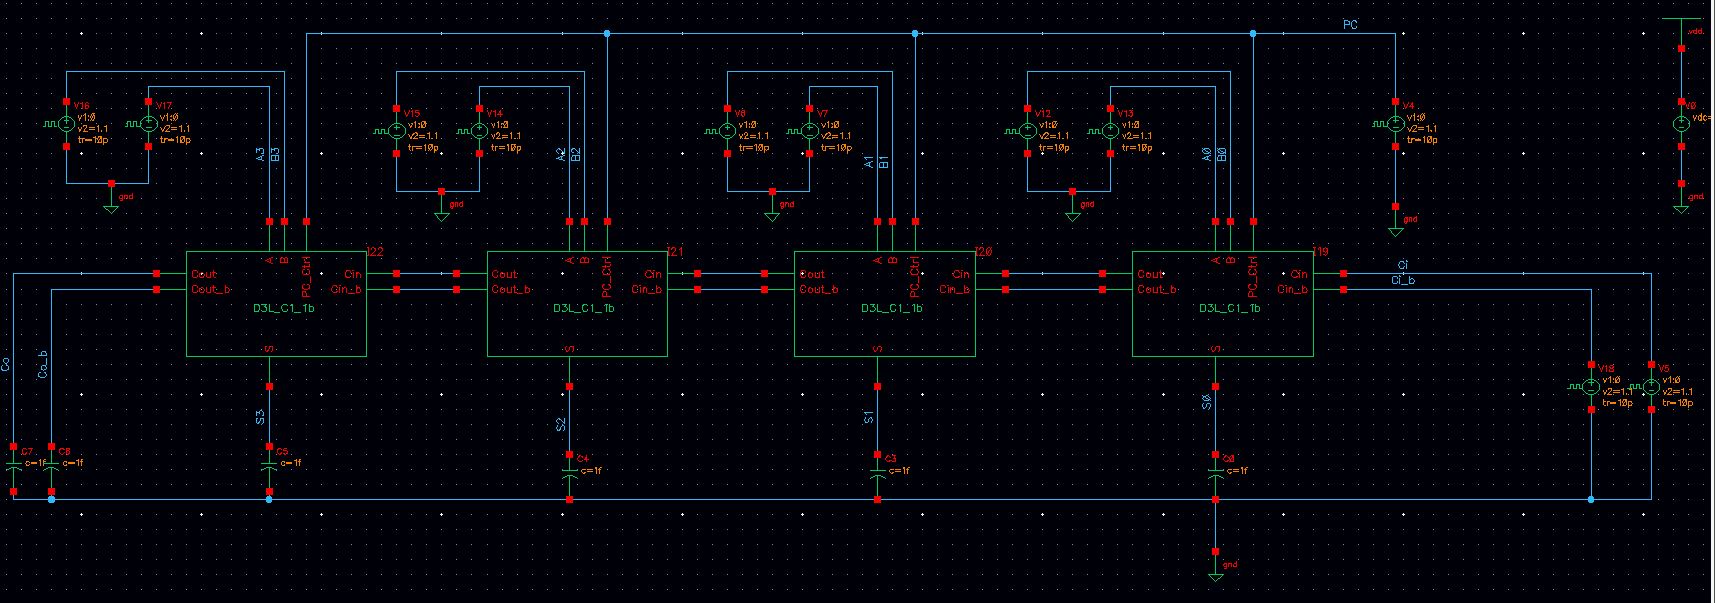 PC
vdd
V16
v1:0
v2=1.1
tr=10p
V17
v1:0
v2=1.1
tr=10p
V15
v1:0
v2=1.1
tr=10p
V14
v1:0
v2=1.1
tr=10p
v1:0
v2=1.1
tr=10p
V7
v1:0
v2=1.1
tr=10p
V12
v1:0
v2=1.1
tr=10p
V13
v1:0
v2=1.1
tr=10p
V4
v1:0
v2=1.1
tr=10p
V0
vdc=
A3
B3
A2
B2
A1
B1
A0
B0
gnd
gnd
gnd
gnd
gnd
gnd
I22
A
B
PC_Ctrl
Cout
Cout_b
Cin
Cin_b
D3L_C1_1b
S
I21
A
B
PC_Ctrl
Cout
Cout_b
Cin
Cin_b
D3L_C1_1b
S
I20
A
B
PC_Ctrl
Cout
Cout_b
Cin
Cin_b
D3L_C1_1b
S
I19
A
B
PC_Ctrl
Cout
Cout_b
Cin
Cin_b
D3L_C1_1b
S
Ci
Ci_b
Co
Co_b
S3
S2
S1
S0
v1:0
v2=1.1
tr=10p
V5
v1:0
v2=1.1
tr=10p
C7
c=1f
c=1f
C5
c=1f
C4
c=1f
C3
c=1f
c=1f
gnd